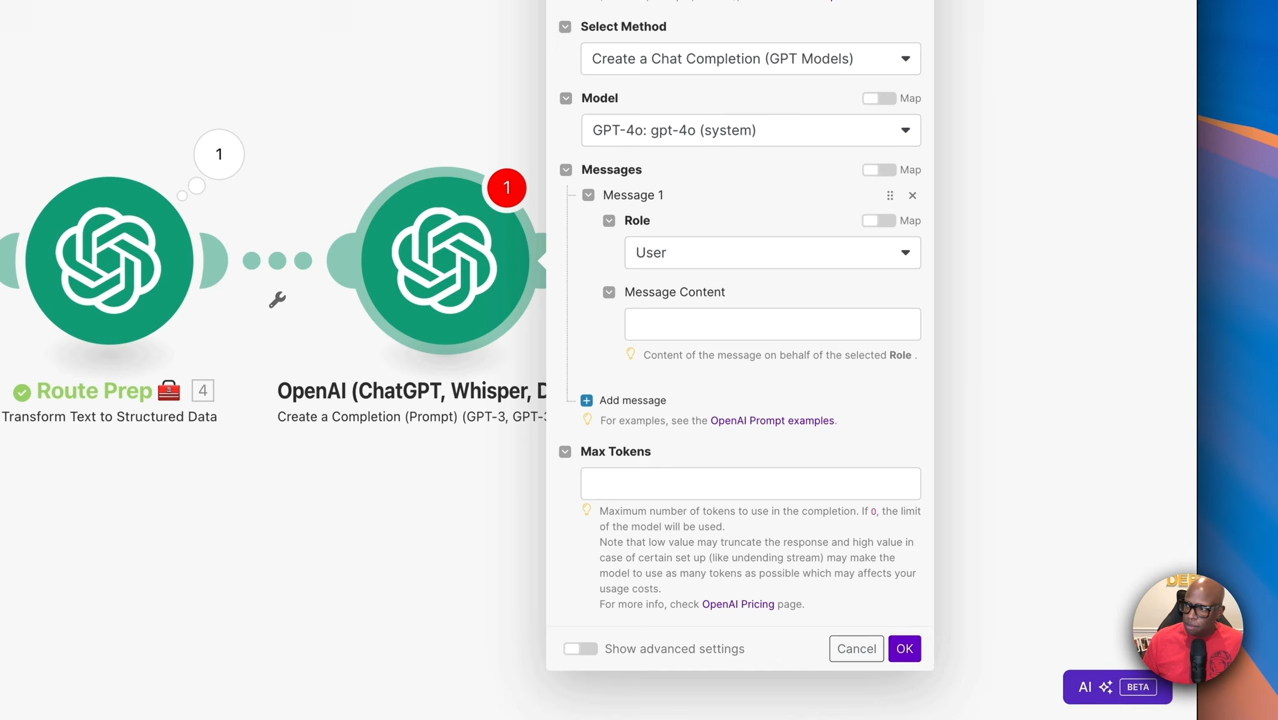 Select Method
Create a Chat Completion (GPT Models)
Model
Map
GPT-4o: gpt-4o (system)
Messages
Map
Message 1
Role
Map
User
Message Content
Content of the message on behalf of the selected Role .
Add message
For examples, see the OpenAI Prompt examples.
Max Tokens
Maximum number of tokens to use in the completion. If 0, the limit
of the model will be used.
Note that low value may truncate the response and high value in
case of certain set up (like undending stream) may make the
model to use as many tokens as possible which may affects your
usage costs.
For more info, check OpenAI Pricing page.
Show advanced settings
Cancel
OK
1
1
Route Prep 4
Transform Text to Structured Data
OpenAI (ChatGPT, Whisper, D
Create a Completion (Prompt) (GPT-3, GPT-3
AI BETA